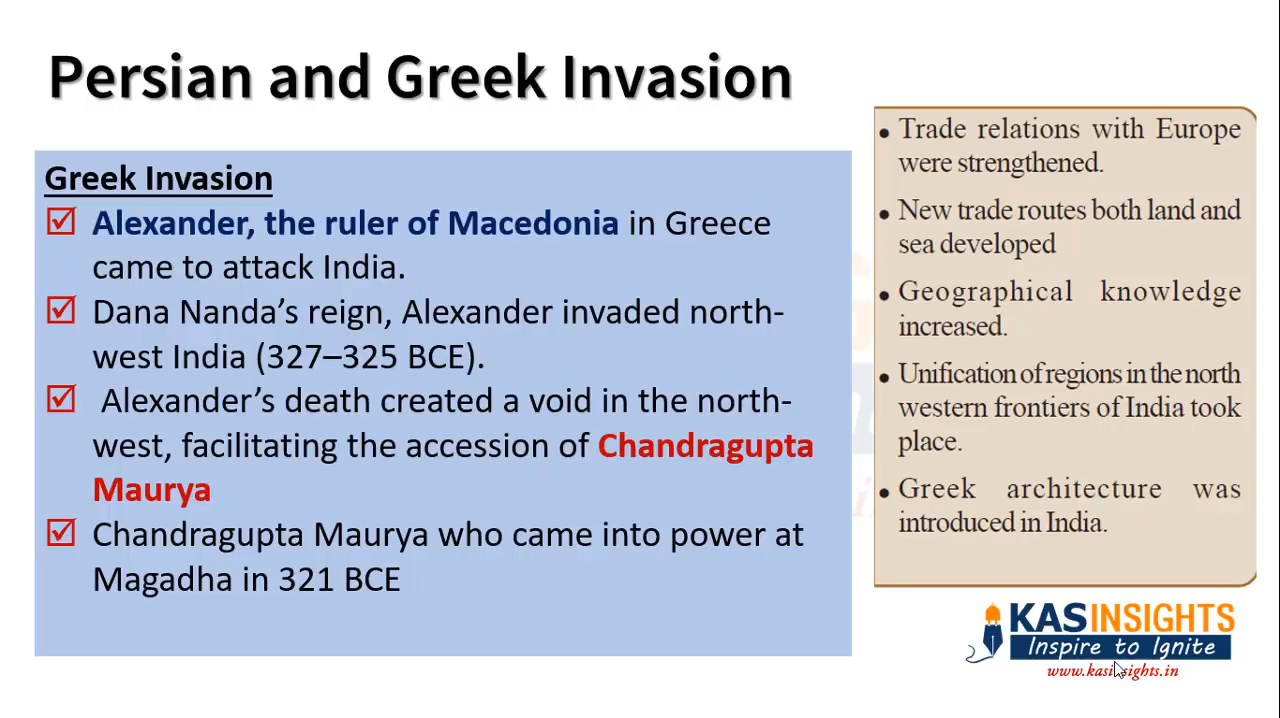 Persian and Greek Invasion
Greek Invasion
Alexander, the ruler of Macedonia in Greece
came to attack India.
Dana Nanda’s reign, Alexander invaded north-
west India (327–325 BCE).
Alexander’s death created a void in the north-
west, facilitating the accession of Chandragupta
Maurya
Chandragupta Maurya who came into power at
Magadha in 321 BCE
• Trade relations with Europe
were strengthened.
• New trade routes both land and
sea developed
• Geographical knowledge
increased.
• Unification of regions in the north
western frontiers of India took
place.
• Greek architecture was
introduced in India.
KAS INSIGHTS
Inspire to Ignite
www.kasinsights.in